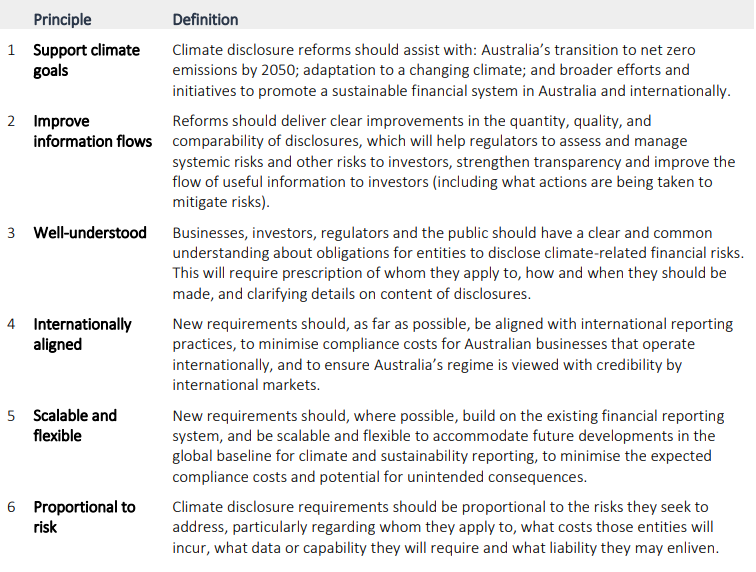 Principle Definition
1 Support climate goals Climate disclosure reforms should assist with: Australia’s transition to net zero
emissions by 2050; adaptation to a changing climate; and broader efforts and
initiatives to promote a sustainable financial system in Australia and internationally.
2 Improve information flows Reforms should deliver clear improvements in the quantity, quality, and
comparability of disclosures, which will help regulators to assess and manage
systemic risks and other risks to investors, strengthen transparency and improve the
flow of useful information to investors (including what actions are being taken to
mitigate risks).
3 Well-understood Businesses, investors, regulators and the public should have a clear and common
understanding about obligations for entities to disclose climate-related financial risks.
This will require prescription of whom they apply to, how and when they should be
made, and clarifying details on content of disclosures.
4 Internationally aligned New requirements should, as far as possible, be aligned with international reporting
practices, to minimise compliance costs for Australian businesses that operate
internationally, and to ensure Australia’s regime is viewed with credibility by
international markets.
5 Scalable and flexible New requirements should, where possible, build on the existing financial reporting
system, and be scalable and flexible to accommodate future developments in the
global baseline for climate and sustainability reporting, to minimise the expected
compliance costs and potential for unintended consequences.
6 Proportional to risk Climate disclosure requirements should be proportional to the risks they seek to
address, particularly regarding whom they apply to, what costs those entities will
incur, what data or capability they will require and what liability they may enliven.